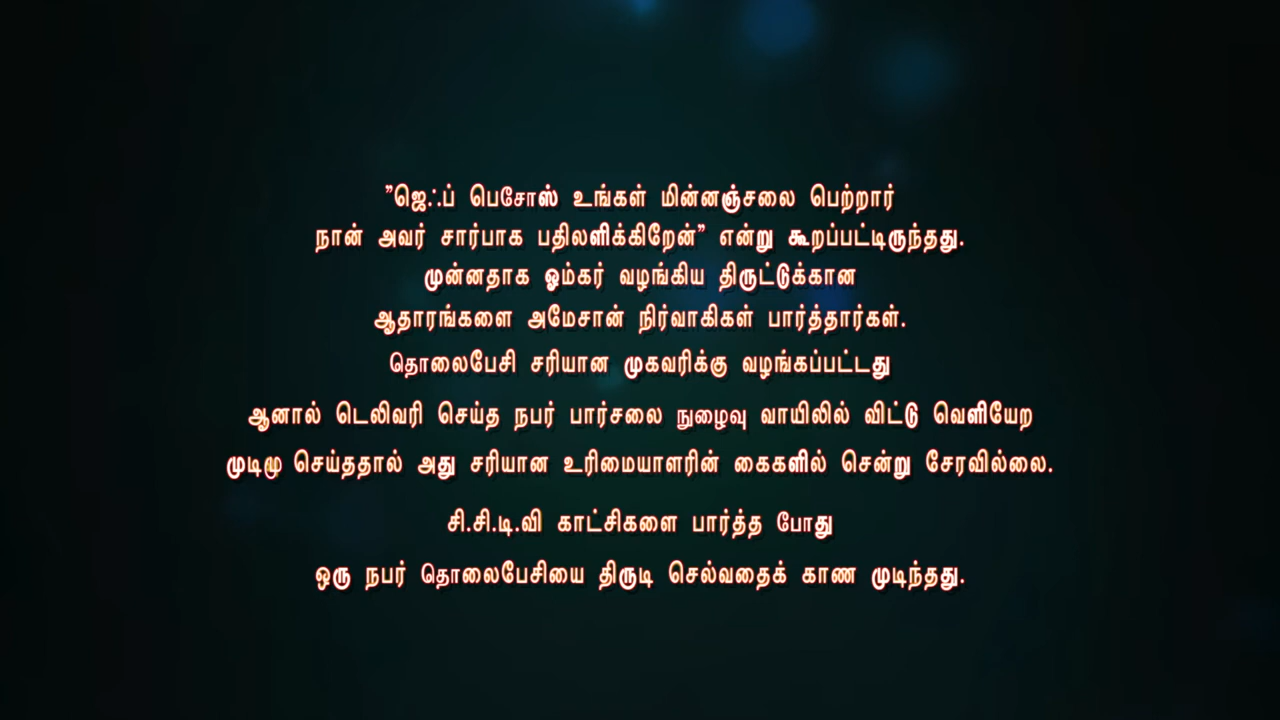 "ஜெஃப் பெசோஸ் உங்கள் மின்னஞ்சலை பெற்றார்
நான் அவர் சார்பாக பதிலளிக்கிறேன்" என்று கூறப்பட்டிருந்தது.
முன்னதாக ஓம்கர் வழங்கிய திருட்டுக்கான
ஆதாரங்களை அமேசான் நிர்வாகிகள் பார்த்தார்கள்.
தொலைபேசி சரியான முகவரிக்கு வழங்கப்பட்டது
ஆனால் டெலிவரி செய்த நபர் பார்சலை நுழைவு வாயிலில் விட்டு வெளியேற
முடிமூ செய்ததால் அது சரியான உரிமையாளரின் கைகளில் சென்று சேரவில்லை.
சி.சி.டி.வி காட்சிகளை பார்த்த போது
ஒரு நபர் தொலைபேசியை திருடி செல்வதைக் காண முடிந்தது.